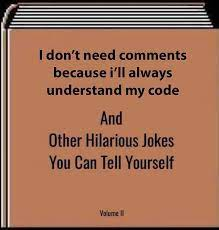 I don't need comments
because i'll always
understand my code
And
Other Hilarious Jokes
You Can Tell Yourself
Volume II